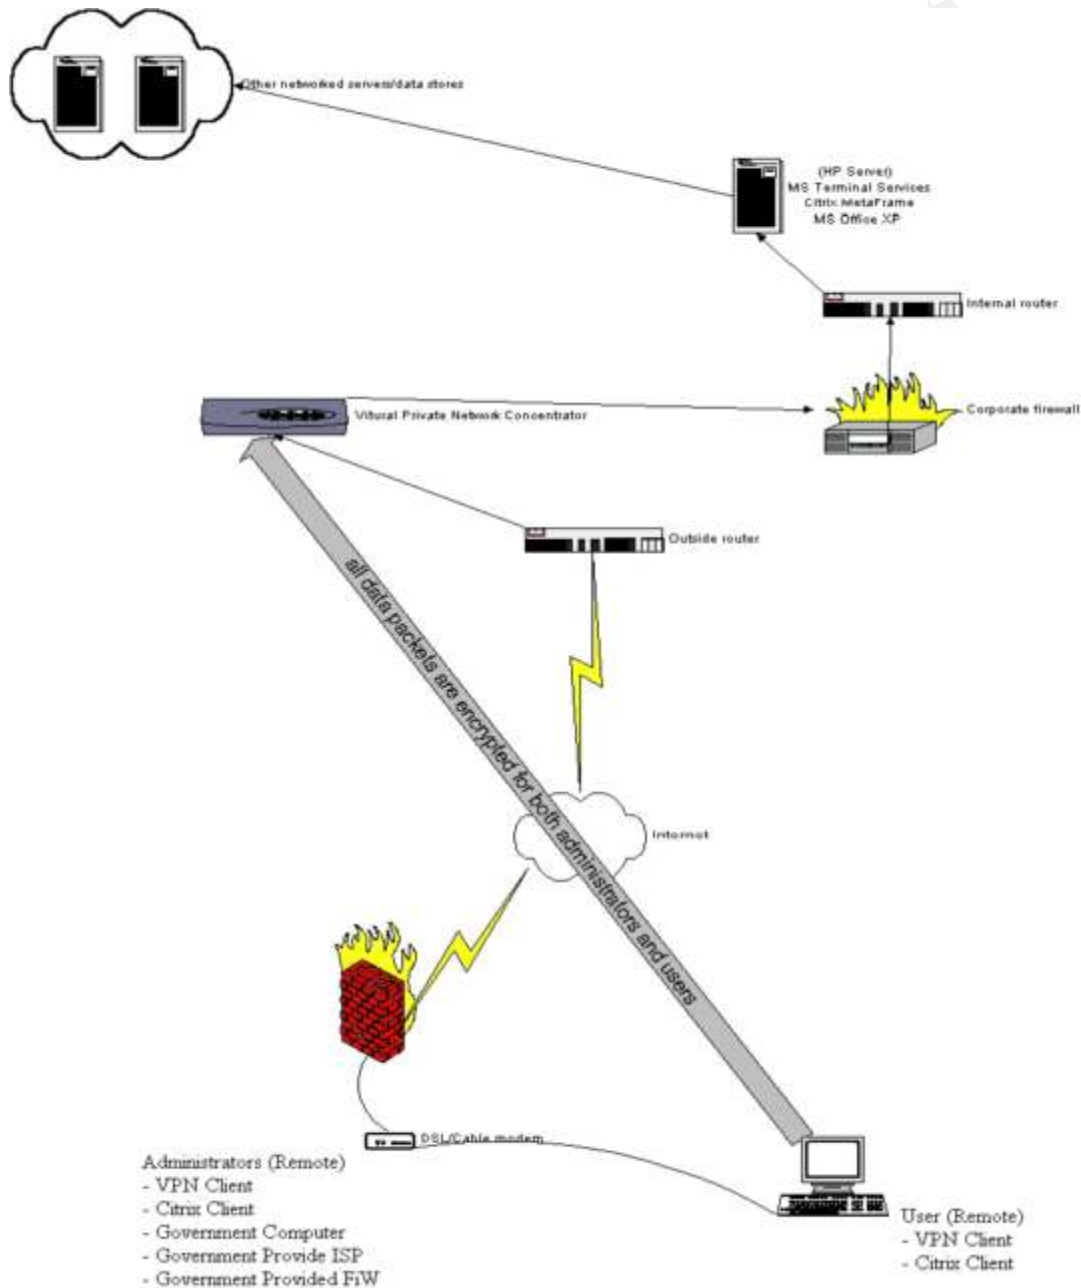 Other networked servers/data stores
(HP Server)
MS Terminal Services
Citrix MetaFrame
MS Office XP
Internal router
Vitural Private Network Concentrator
Corporate firewall
Outside router
all data packets are encrypted for both administrators and users
Internet
DSL/Cable modem
Administrators (Remote)
- VPN Client
- Citrix Client
- Government Computer
- Government Provide ISP
- Government Provided F/W
User (Remote)
- VPN Client
- Citrix Client